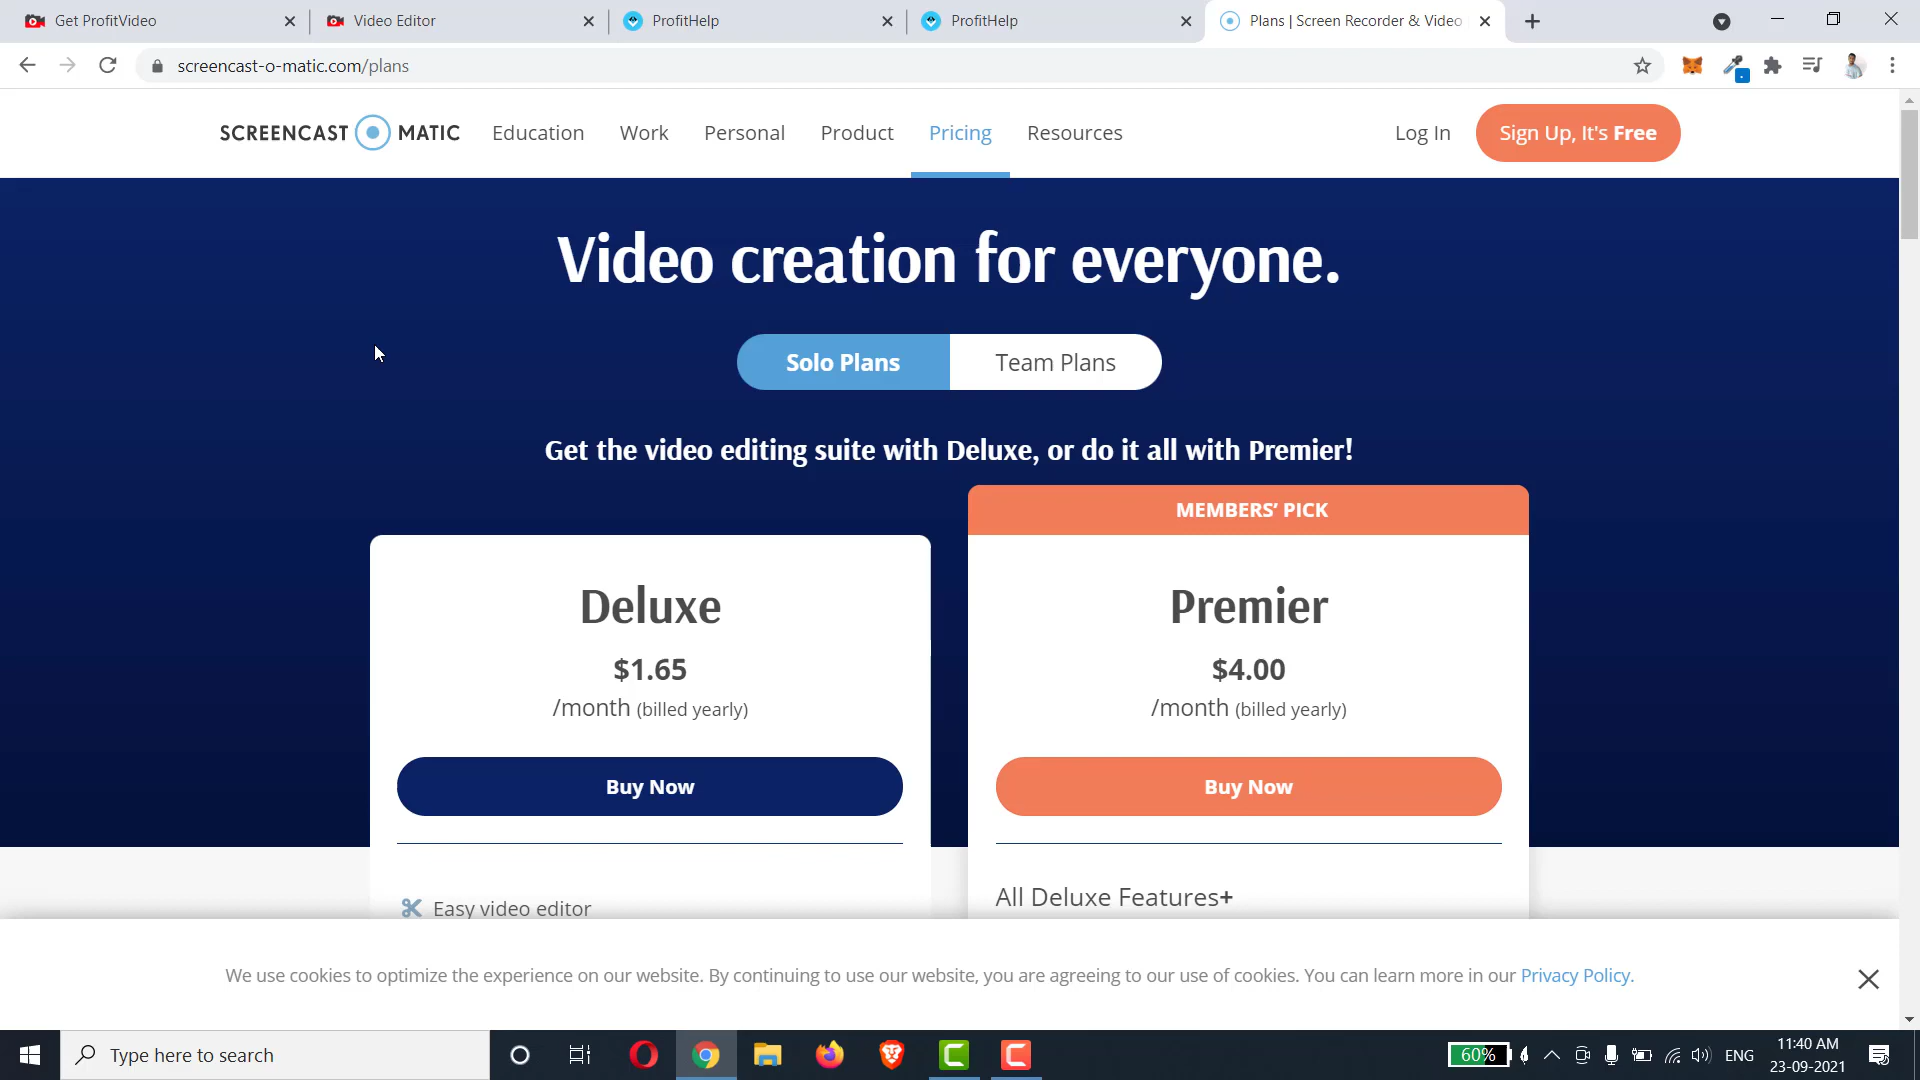 Get ProfitVideo
Video Editor
ProfitHelp
ProfitHelp
Plans | Screen Recorder & Video
screencast-o-matic.com/plans
SCREENCAST MATIC
Education
Work
Personal
Product
Pricing
Resources
Log In
Sign Up, It's Free
Video creation for everyone.
Solo Plans
Team Plans
Get the video editing suite with Deluxe, or do it all with Premier!
MEMBERS' PICK
Deluxe
$1.65
/month (billed yearly)
Buy Now
Easy video editor
Premier
$4.00
/month (billed yearly)
Buy Now
All Deluxe Features+
We use cookies to optimize the experience on our website. By continuing to use our website, you are agreeing to our use of cookies. You can learn more in our Privacy Policy.
Type here to search
60%
ENG
11:40 AM
23-09-2021